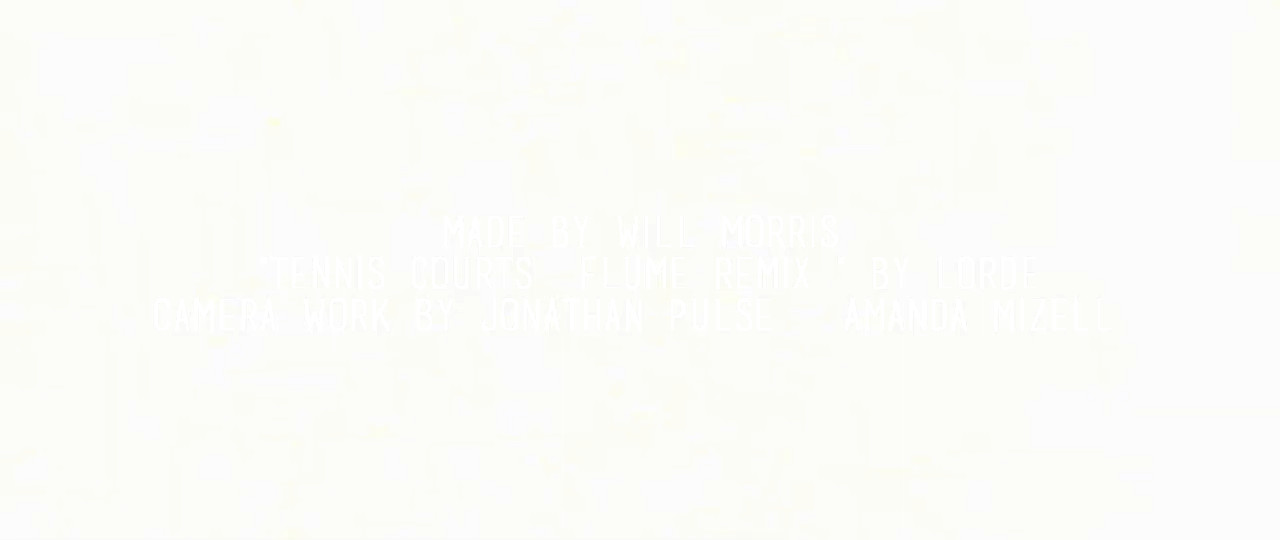 MADE BY WILL MORRIS
"TENNIS COURTS FLUME REMIX " BY LORDE
CAMERA WORK BY JONATHAN PULSE - AMANDA MIZELL